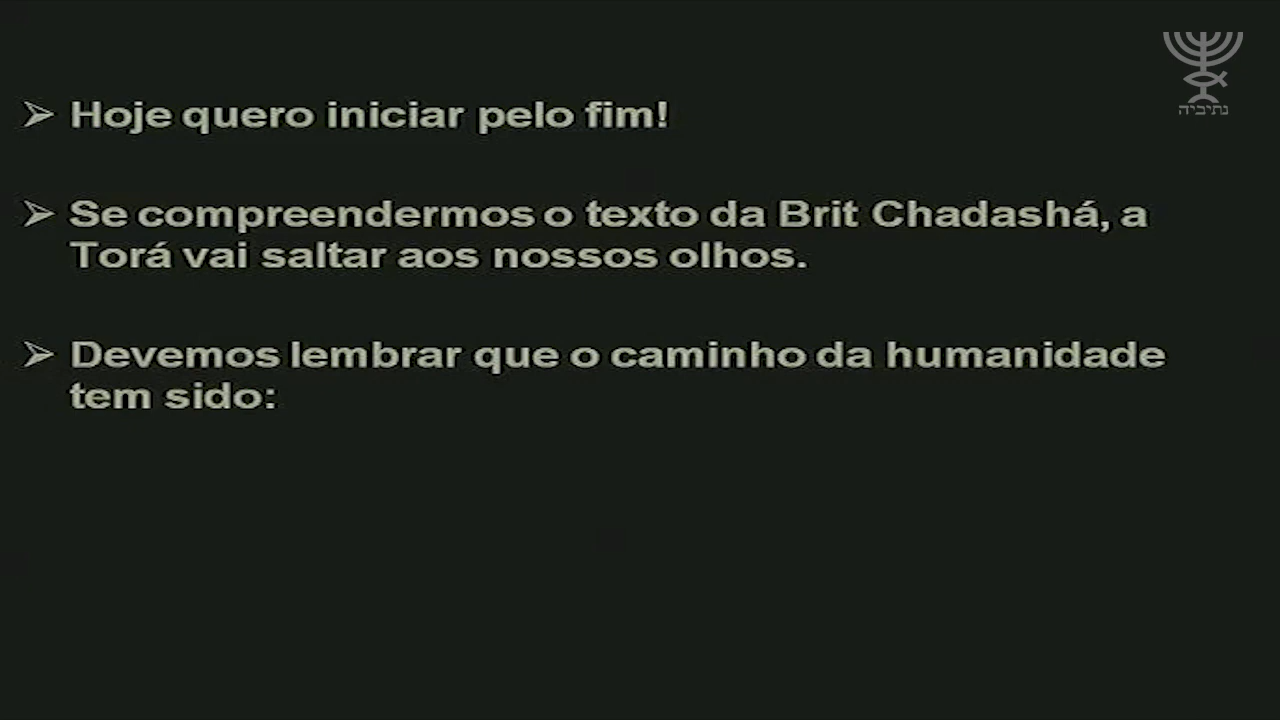 נתיביה
➢ Hoje quero iniciar pelo fim!
➢ Se compreendermos o texto da Brit Chadashá, a
Torá vai saltar aos nossos olhos.
➢ Devemos lembrar que o caminho da humanidade
tem sido: